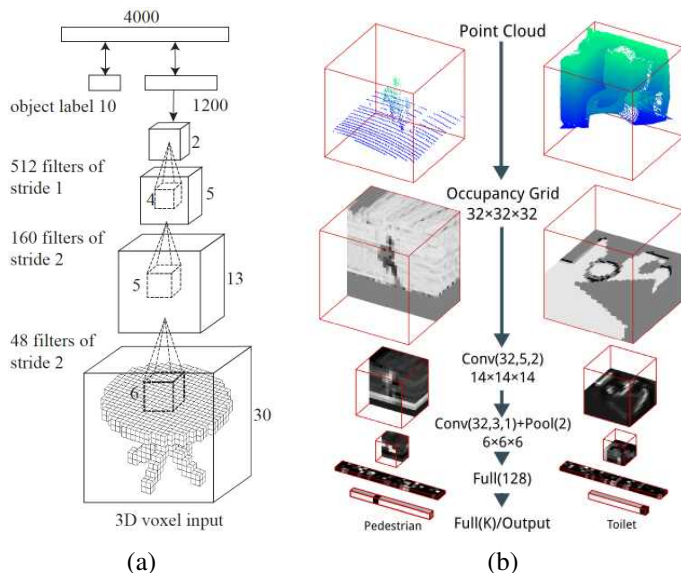 4000
object label 10
1200
2
512 filters of
stride 1
4
5
160 filters of
stride 2
5
13
48 filters of
stride 2
6
30
3D voxel input
(a)
Point Cloud
Occupancy Grid
32×32×32
Conv(32,5,2)
14×14×14
Conv(32,3,1)+Pool(2)
6×6×6
Full(128)
Full(K)/Output
Pedestrian
Toilet
(b)